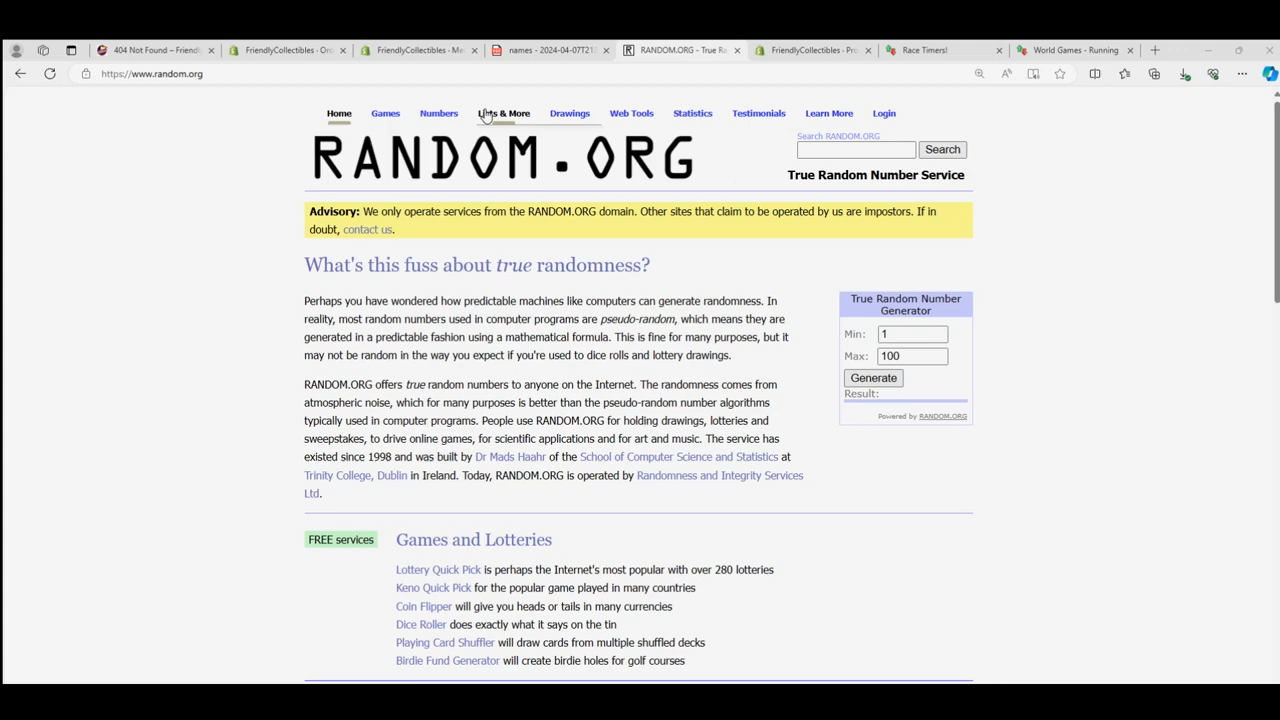 404 Not Found – Friendly
FriendlyCollectibles - Or
FriendlyCollectibles - Me
names - 2024-04-07T21
RANDOM.ORG - True Ra
FriendlyCollectibles - Pro
Race Timers!
World Games - Running
https://www.random.org
Home Games Numbers Lists & More Drawings Web Tools Statistics Testimonials Learn More Login
Search RANDOM.ORG
RANDOM.ORG
Search
True Random Number Service
Advisory: We only operate services from the RANDOM.ORG domain. Other sites that claim to be operated by us are impostors. If in
doubt, contact us.
What's this fuss about true randomness?
Perhaps you have wondered how predictable machines like computers can generate randomness. In
reality, most random numbers used in computer programs are pseudo-random, which means they are
generated in a predictable fashion using a mathematical formula. This is fine for many purposes, but it
may not be random in the way you expect if you're used to dice rolls and lottery drawings.
RANDOM.ORG offers true random numbers to anyone on the Internet. The randomness comes from
atmospheric noise, which for many purposes is better than the pseudo-random number algorithms
typically used in computer programs. People use RANDOM.ORG for holding drawings, lotteries and
sweepstakes, to drive online games, for scientific applications and for art and music. The service has
existed since 1998 and was built by Dr Mads Haahr of the School of Computer Science and Statistics at
Trinity College, Dublin in Ireland. Today, RANDOM.ORG is operated by Randomness and Integrity Services
Ltd.
True Random Number
Generator
Min: 1
Max: 100
Generate
Result:
Powered by RANDOM.ORG
FREE services
Games and Lotteries
Lottery Quick Pick is perhaps the Internet's most popular with over 280 lotteries
Keno Quick Pick for the popular game played in many countries
Coin Flipper will give you heads or tails in many currencies
Dice Roller does exactly what it says on the tin
Playing Card Shuffler will draw cards from multiple shuffled decks
Birdie Fund Generator will create birdie holes for golf courses